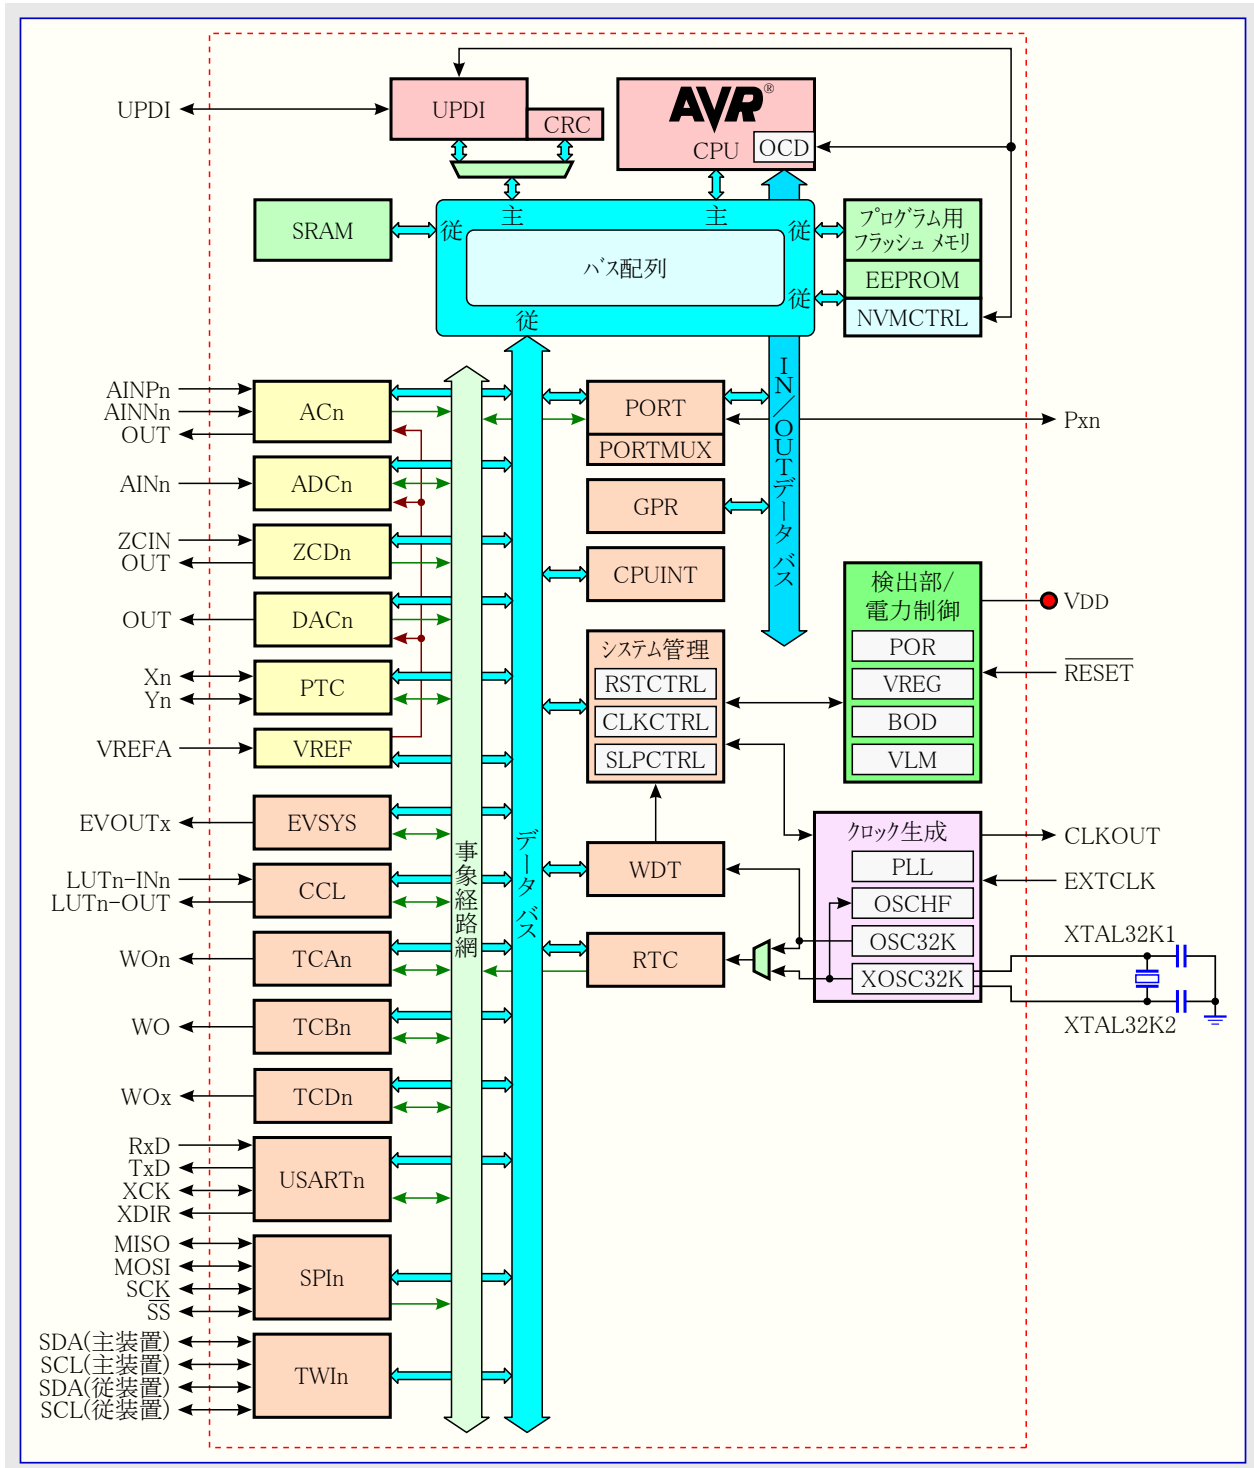 UPDI
UPDI
CRC
AVR®
CPU
OCD
SRAM
主
主
従
従
従
従
バス配列
プログラム用
フラッシュ メモリ
EEPROM
NVMCTRL
IN/OUTデータ バス
AINPn
AINNn
OUT
ACn
AINn
ADCn
ZCIN
OUT
ZCDn
OUT
DACn
Xn
Yn
PTC
VREFA
VREF
EVOUTx
EVSYS
LUTn-INn
LUTn-OUT
CCL
WOn
TCAn
WO
TCBn
WOx
TCDn
RxD
TxD
XCK
XDIR
USARTn
MISO
MOSI
SCK
S̅S̅
SPIn
SDA(主装置)
SCL(主装置)
SDA(従装置)
SCL(従装置)
TWIn
事象経路網
データ バス
PORT
PORTMUX
Pxn
GPR
CPUINT
システム管理
RSTCTRL
CLKCTRL
SLPCTRL
WDT
RTC
検出部/
電力制御
POR
VREG
BOD
VLM
VDD
R̅E̅S̅E̅T̅
クロック生成
PLL
OSCHF
OSC32K
XOSC32K
CLKOUT
EXTCLK
XTAL32K1
XTAL32K2